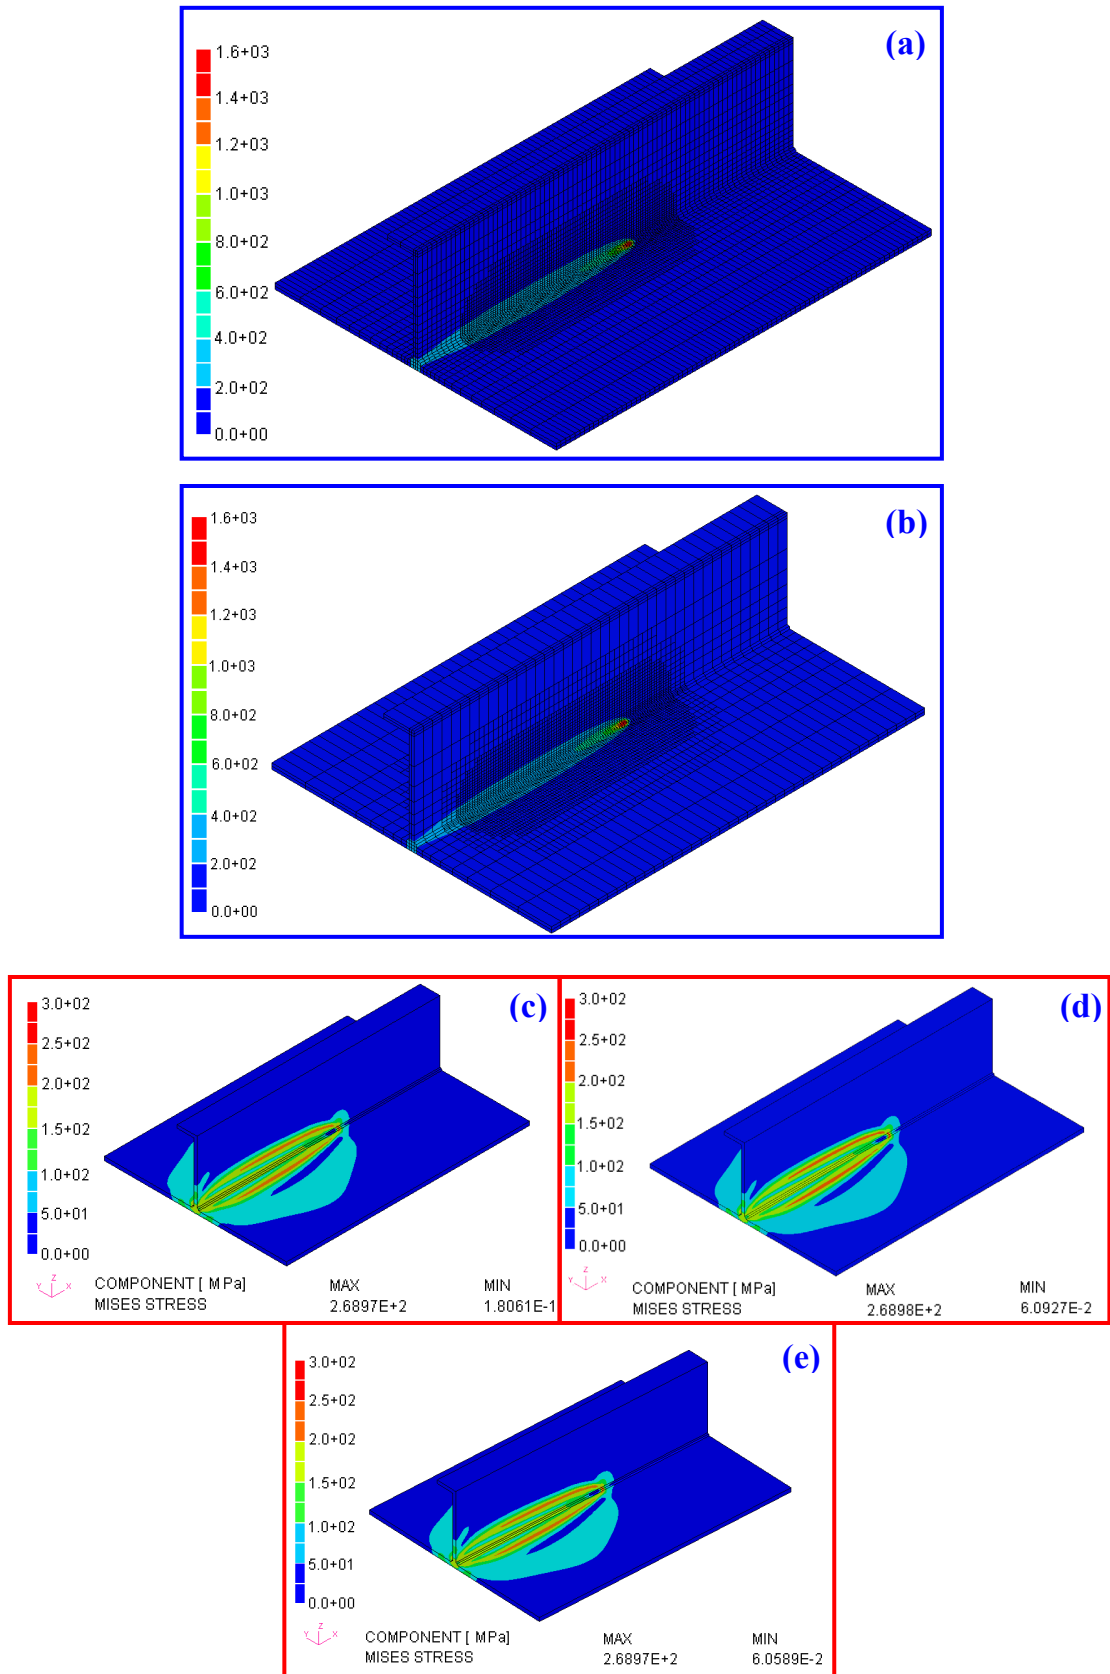 (a)
1.6+03
1.4+03
1.2+03
1.0+03
8.0+02
6.0+02
4.0+02
2.0+02
0.0+00
(b)
1.6+03
1.4+03
1.2+03
1.0+03
8.0+02
6.0+02
4.0+02
2.0+02
0.0+00
(c)
3.0+02
2.5+02
2.0+02
1.5+02
1.0+02
5.0+01
0.0+00
Z
Y X
COMPONENT [ MPa] MAX MIN
MISES STRESS 2.6897E+2 1.8061E-1
(d)
3.0+02
2.5+02
2.0+02
1.5+02
1.0+02
5.0+01
0.0+00
Z
Y X
COMPONENT [ MPa] MAX MIN
MISES STRESS 2.6898E+2 6.0927E-2
(e)
3.0+02
2.5+02
2.0+02
1.5+02
1.0+02
5.0+01
0.0+00
Z
Y X
COMPONENT [ MPa] MAX MIN
MISES STRESS 2.6897E+2 6.0589E-2